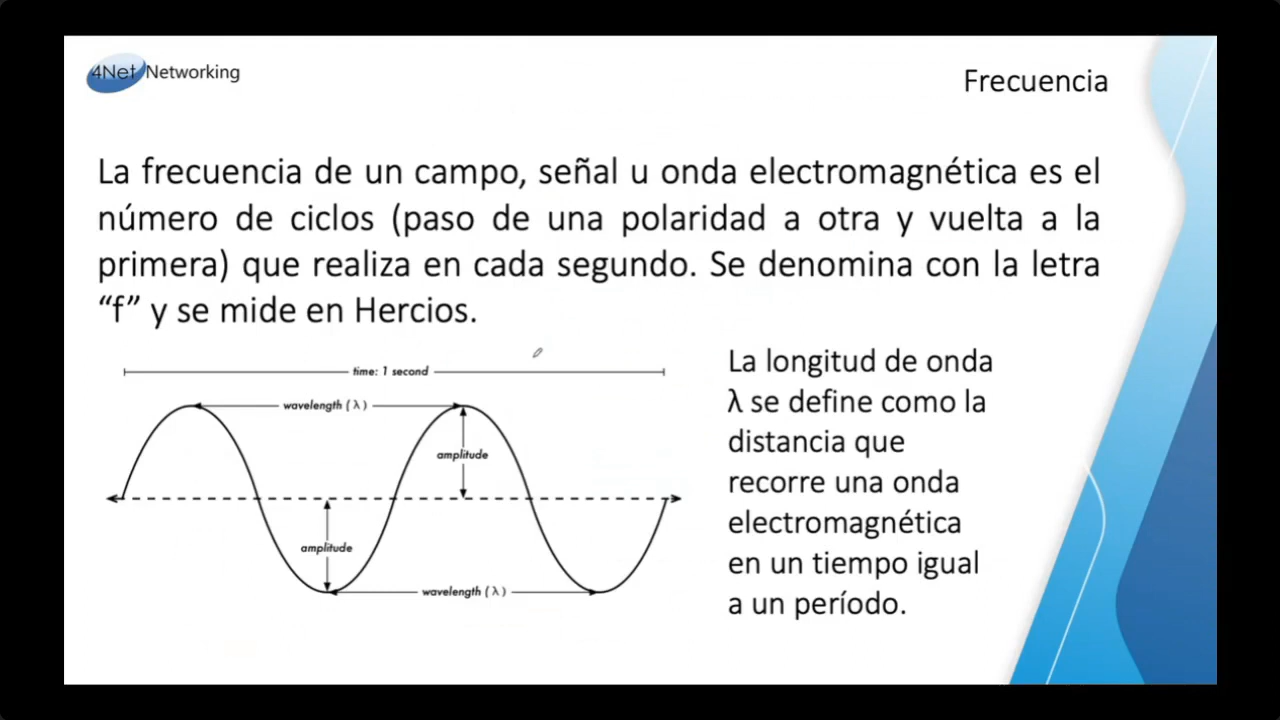 4Net Networking
Frecuencia
La frecuencia de un campo, señal u onda electromagnética es el
número de ciclos (paso de una polaridad a otra y vuelta a la
primera) que realiza en cada segundo. Se denomina con la letra
“f” y se mide en Hercios.
time: 1 second
wavelength (λ)
amplitude
amplitude
wavelength (λ)
La longitud de onda
λ se define como la
distancia que
recorre una onda
electromagnética
en un tiempo igual
a un período.